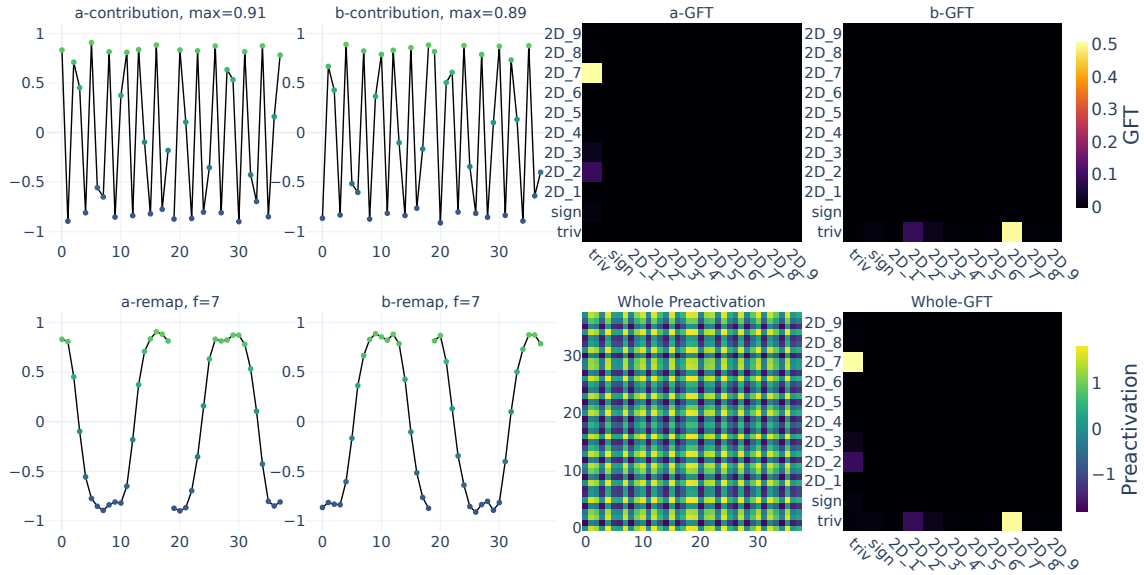 a-contribution, max=0.91
b-contribution, max=0.89
a-GFT
b-GFT
1
0.5
0
−0.5
−1
0
10
20
30
1
0.5
0
−0.5
−1
0
10
20
30
2D_9
2D_8
2D_7
2D_6
2D_5
2D_4
2D_3
2D_2
2D_1
sign
triv
triv
sign
2D_1
2D_2
2D_3
2D_4
2D_5
2D_6
2D_7
2D_8
2D_9
2D_9
2D_8
2D_7
2D_6
2D_5
2D_4
2D_3
2D_2
2D_1
sign
triv
triv
sign
2D_1
2D_2
2D_3
2D_4
2D_5
2D_6
2D_7
2D_8
2D_9
0.5
0.4
0.3
0.2
0.1
0
GFT
a-remap, f=7
b-remap, f=7
Whole Preactivation
Whole-GFT
1
0.5
0
−0.5
−1
0
10
20
30
1
0.5
0
−0.5
−1
0
10
20
30
30
20
10
0
0
10
20
30
2D_9
2D_8
2D_7
2D_6
2D_5
2D_4
2D_3
2D_2
2D_1
sign
triv
triv
sign
2D_1
2D_2
2D_3
2D_4
2D_5
2D_6
2D_7
2D_8
2D_9
1
0
−1
Preactivation